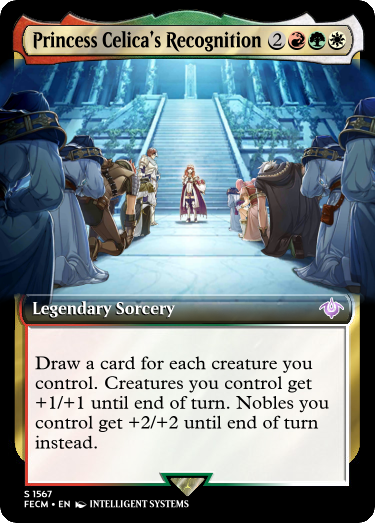 Princess Celica's Recognition 2
Legendary Sorcery
Draw a card for each creature you
control. Creatures you control get
+1/+1 until end of turn. Nobles you
control get +2/+2 until end of turn
instead.
S 1567
FECM • EN INTELLIGENT SYSTEMS